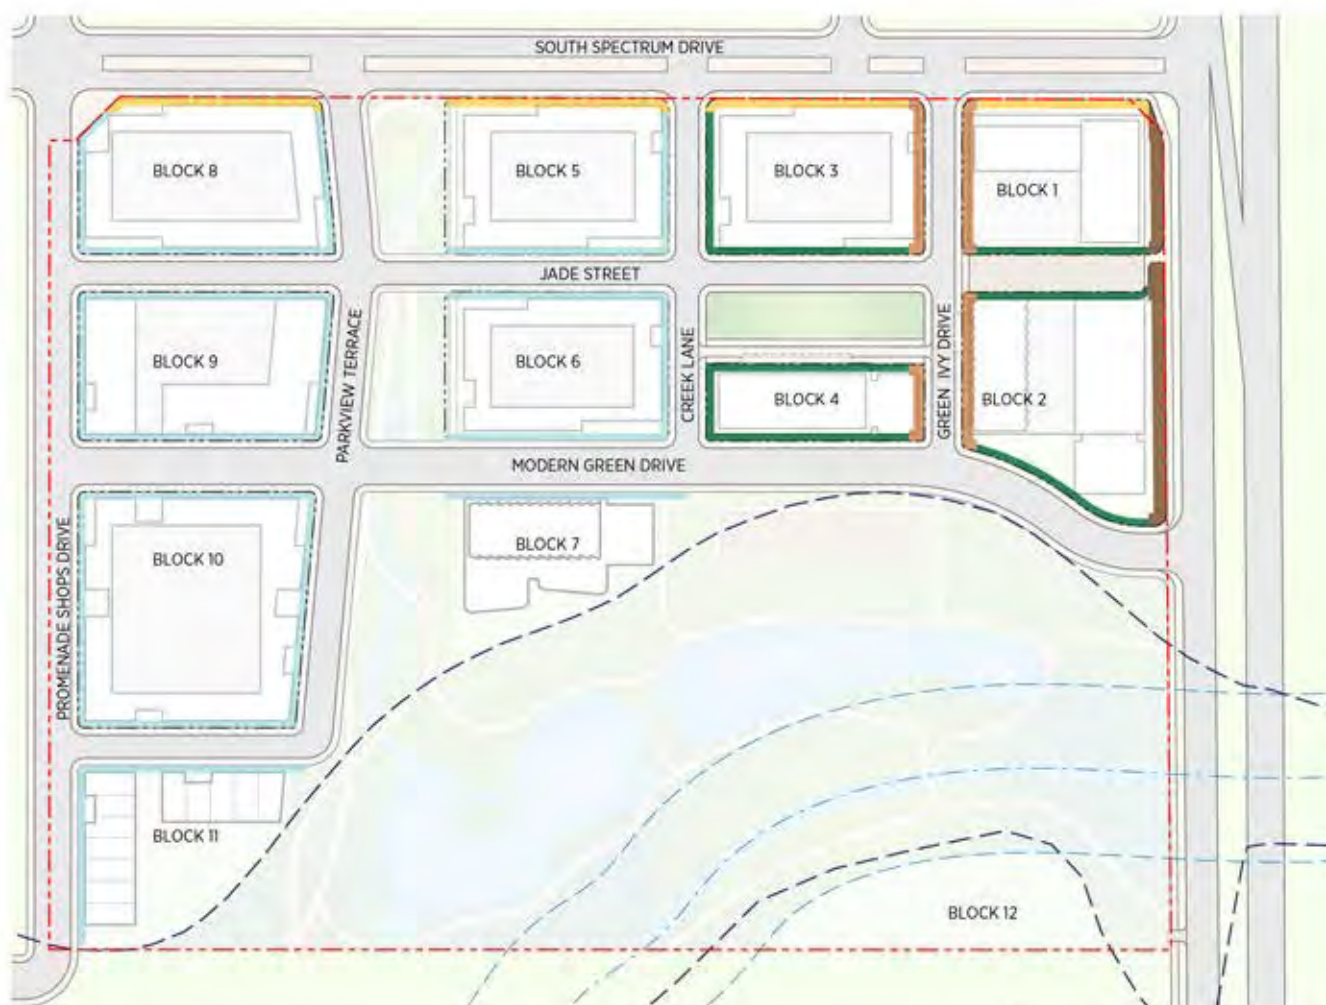 SOUTH SPECTRUM DRIVE
BLOCK 8
BLOCK 5
BLOCK 3
BLOCK 1
JADE STREET
BLOCK 9
PARKVIEW TERRACE
BLOCK 6
CREEK LANE
BLOCK 4
GREEN IVY DRIVE
BLOCK 2
MODERN GREEN DRIVE
PROMENADE SHOPS DRIVE
BLOCK 10
BLOCK 7
BLOCK 11
BLOCK 12